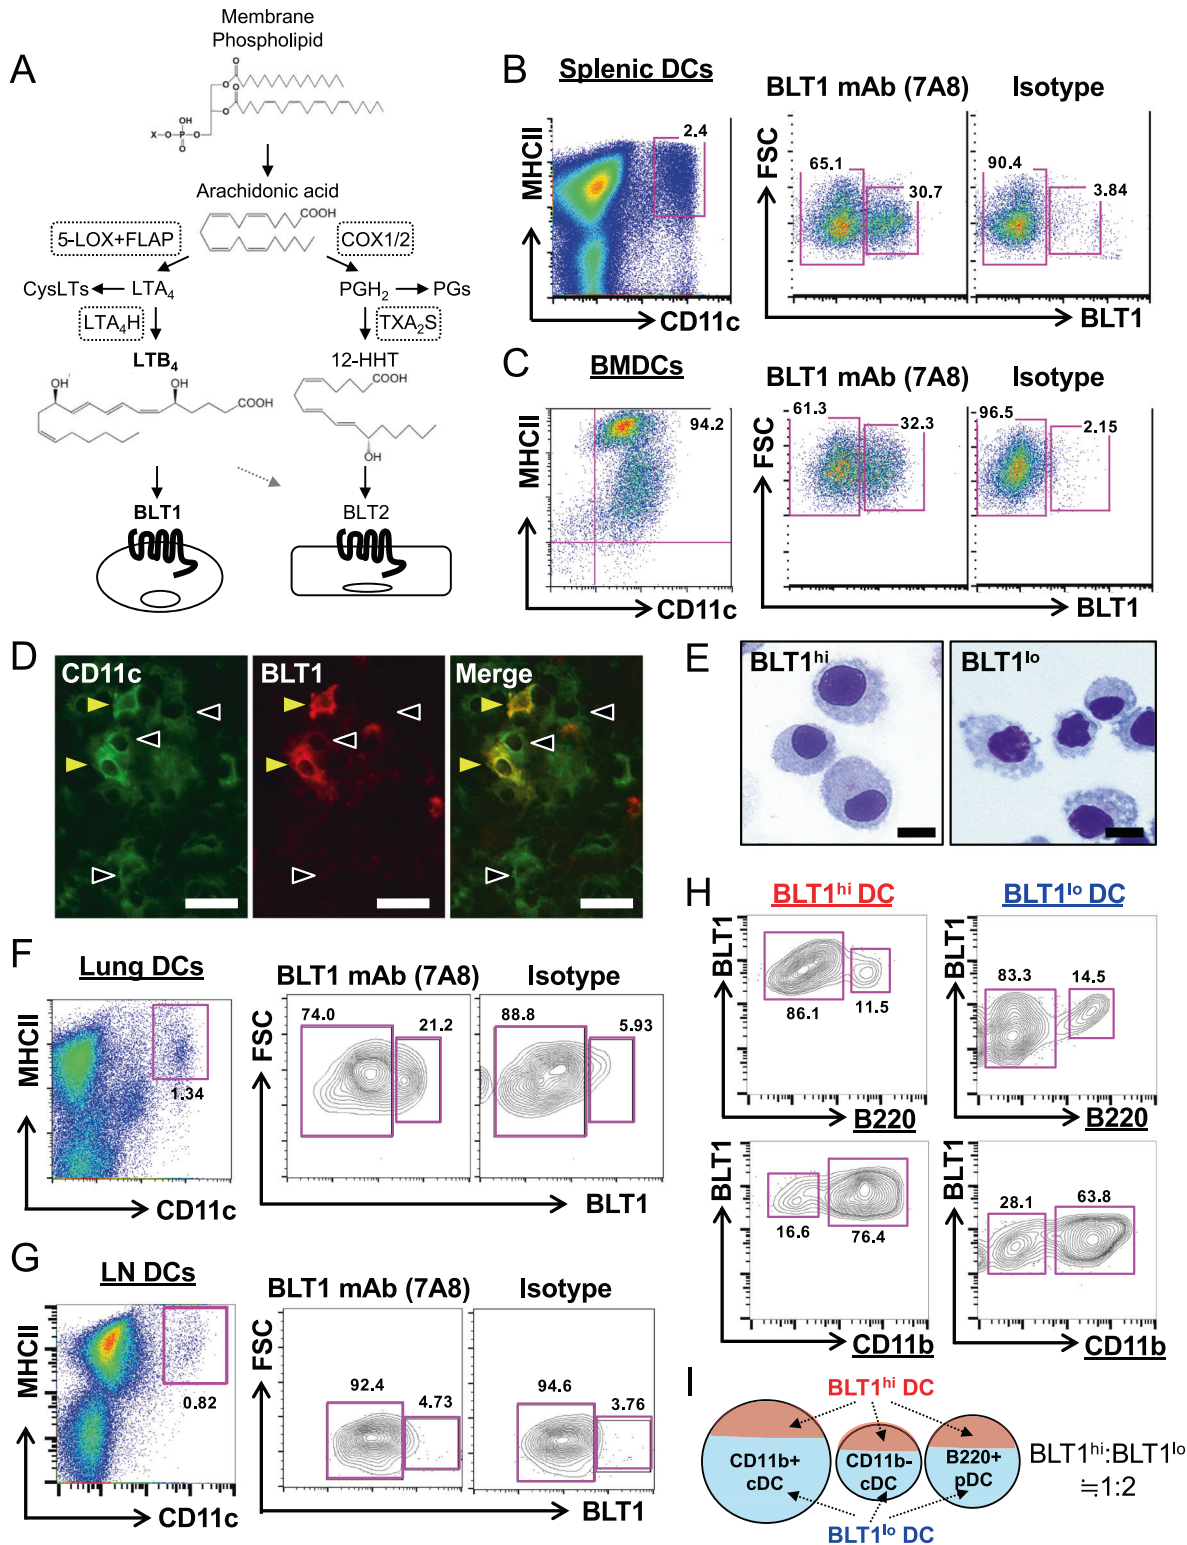 A
Membrane
Phospholipid
O
O
O
O
OH
X-O-P-O
O
Arachidonic acid
COOH
5-LOX+FLAP
COX1/2
CysLTs
LTA4
PGH2
PGs
LTA4H
TXA2S
LTB4
12-HHT
OH
OH
COOH
COOH
OH
BLT1
BLT2
B
Splenic DCs
BLT1 mAb (7A8)
Isotype
MHCII
2.4
CD11c
FSC
65.1
30.7
90.4
3.84
BLT1
C
BMDCs
BLT1 mAb (7A8)
Isotype
MHCII
94.2
CD11c
FSC
61.3
32.3
96.5
2.15
BLT1
D
CD11c
BLT1
Merge
E
BLT1hi
BLT1lo
F
Lung DCs
BLT1 mAb (7A8)
Isotype
MHCII
1.34
CD11c
FSC
74.0
21.2
88.8
5.93
BLT1
G
LN DCs
BLT1 mAb (7A8)
Isotype
MHCII
0.82
CD11c
FSC
92.4
4.73
94.6
3.76
BLT1
H
BLT1hi DC
BLT1lo DC
BLT1
86.1
11.5
B220
BLT1
83.3
14.5
B220
BLT1
16.6
76.4
CD11b
BLT1
28.1
63.8
CD11b
I
BLT1hi DC
CD11b+
cDC
CD11b-
cDC
B220+
pDC
BLT1lo DC
BLT1hi:BLT1lo
≒1:2